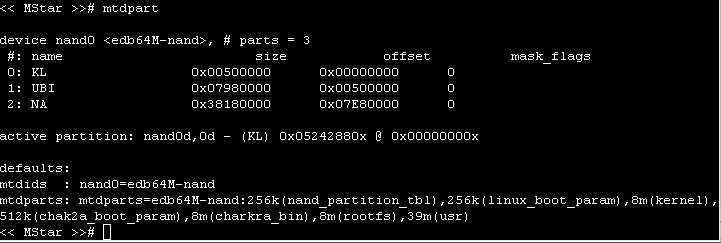 << MStar >># mtdpart
device nand0 <edb64M-nand>, # parts = 3
#: name size offset mask_flags
0: KL 0x00500000 0x00000000 0
1: UBI 0x07980000 0x00500000 0
2: NA 0x38180000 0x07E80000 0
active partition: nand0d,0d - (KL) 0x05242880x @ 0x00000000x
defaults:
mtdids : nand0=edb64M-nand
mtdparts: mtdparts=edb64M-nand:256k(nand_partition_tbl),256k(linux_boot_param),8m(kernel),
512k(chak2a_boot_param),8m(charkra_bin),8m(rootfs),39m(usr)
<< MStar >>#